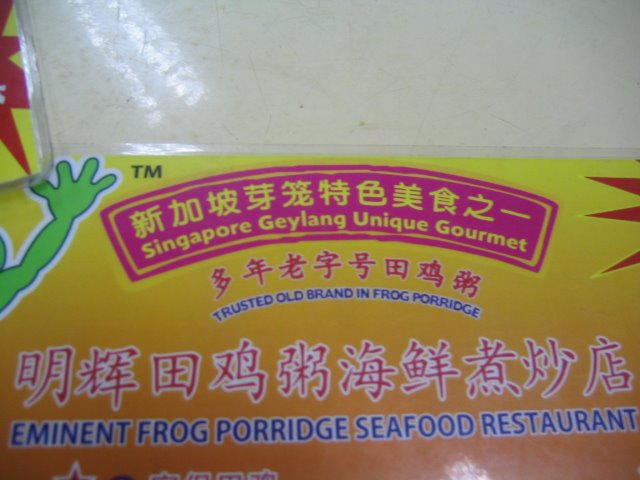 TM
新加坡芽笼特色美食之一
Singapore Geylang Unique Gourmet
多年老字号田鸡粥
TRUSTED OLD BRAND IN FROG PORRIDGE
明辉田鸡粥海鲜煮炒店
EMINENT FROG PORRIDGE SEAFOOD RESTAURANT